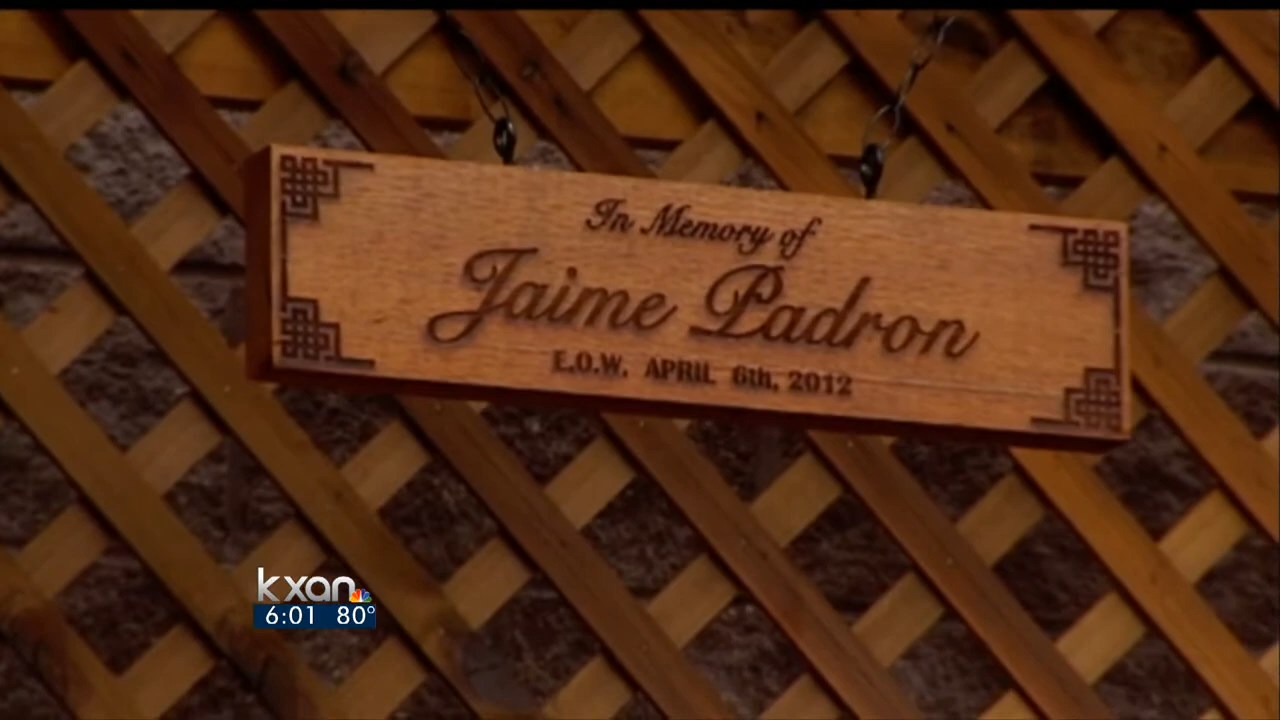 In Memory of
Jaime Padron
E.O.W. APRIL 6th, 2012
kxan
6:01 80°